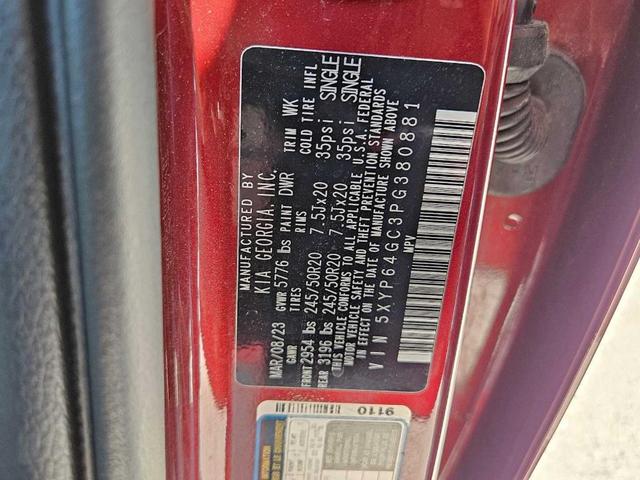 MANUFACTURED BY
KIA GEORGIA, INC.
MAR/08/23 GVWR 5776 lbs PAINT DWR TRIM WK
GAWR TIRES RIMS COLD TIRE INFL
FRONT 2954 lbs 245/50R20 7.5Jx20 35psi SINGLE
REAR 3196 lbs 245/50R20 7.5Jx20 35psi SINGLE
THIS VEHICLE CONFORMS TO ALL APPLICABLE U.S.A. FEDERAL
MOTOR VEHICLE SAFETY AND THEFT PREVENTION STANDARDS
IN EFFECT ON THE DATE OF MANUFACTURE SHOWN ABOVE
VIN 5XYP64GC3PG380881
MPV
9110
INFORMATION